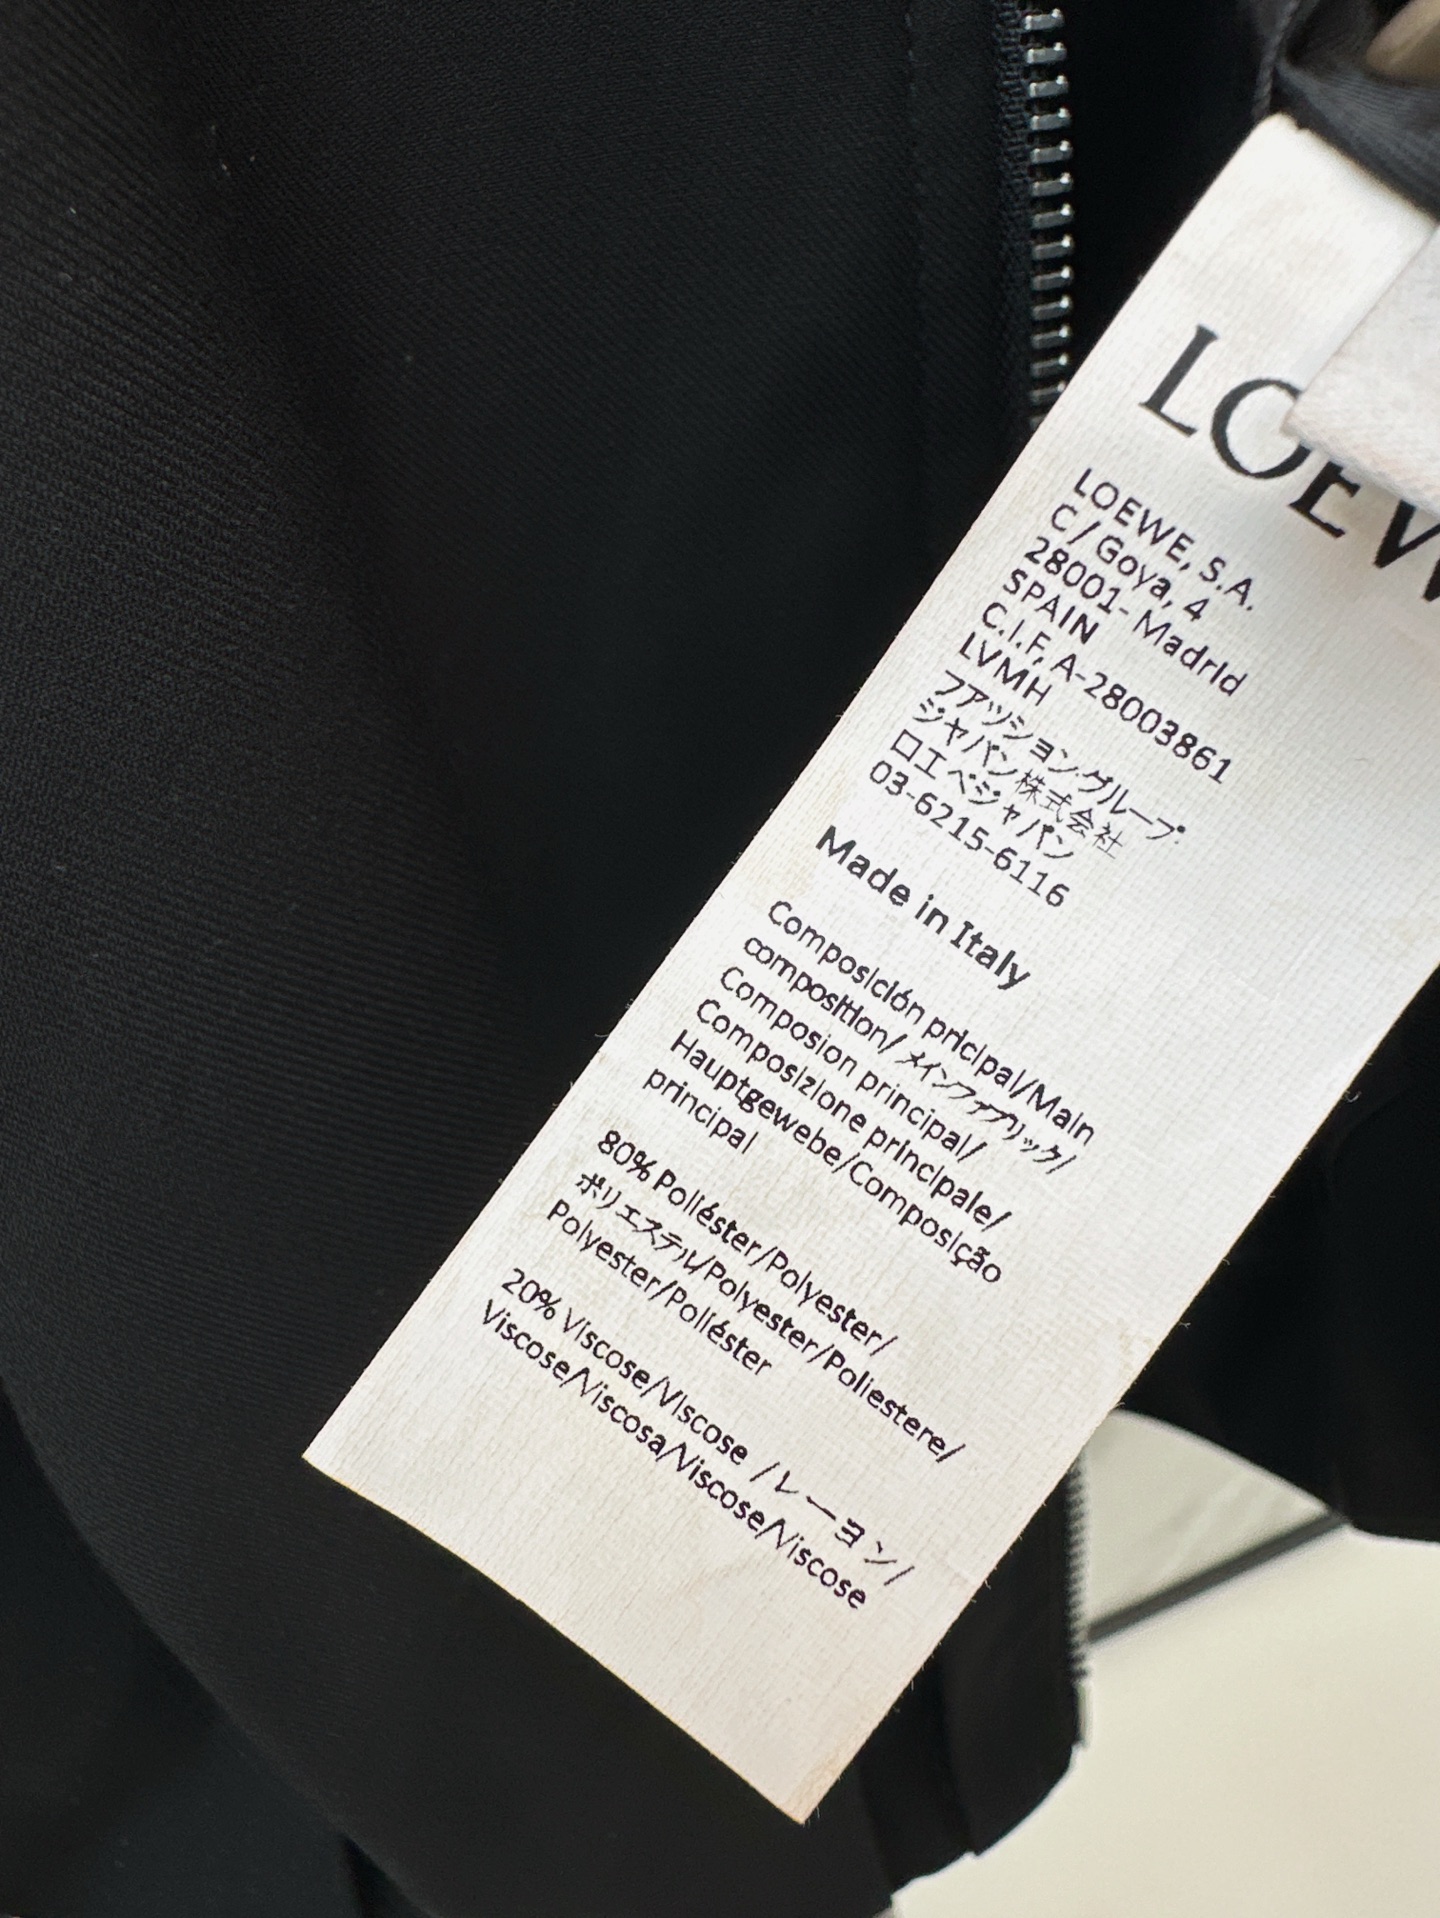 LOEW
LOEWE, S.A.
C/Goya, 4
28001- Madrid
SPAIN
C.I.F, A-28003861
LVMH
ファッション.グループ.
ジャパン株式会社
ロエベジャパン
03-6215-6116
Made in Italy
Composición pricipal/Main
composition/メインファブリック/
Composion principal/
Composizione principale/
Hauptgewebe/Composição
principal
80% Poliéster/Polyester/
ポリエステル/Polyester/Poliestere/
Polyester/Poliéster
20% Viscose/Viscose /レーヨン/
Viscose/Viscosa/Viscose/Viscose